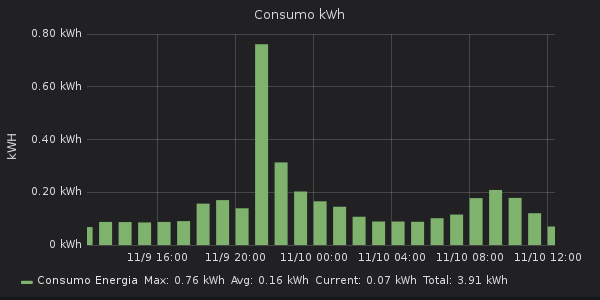 Consumo kWh
0.80 kWh
0.60 kWh
0.40 kWh
0.20 kWh
0 kWh
kWH
11/9 16:00 11/9 20:00 11/10 00:00 11/10 04:00 11/10 08:00 11/10 12:00
Consumo Energia Max: 0.76 kWh Avg: 0.16 kWh Current: 0.07 kWh Total: 3.91 kWh